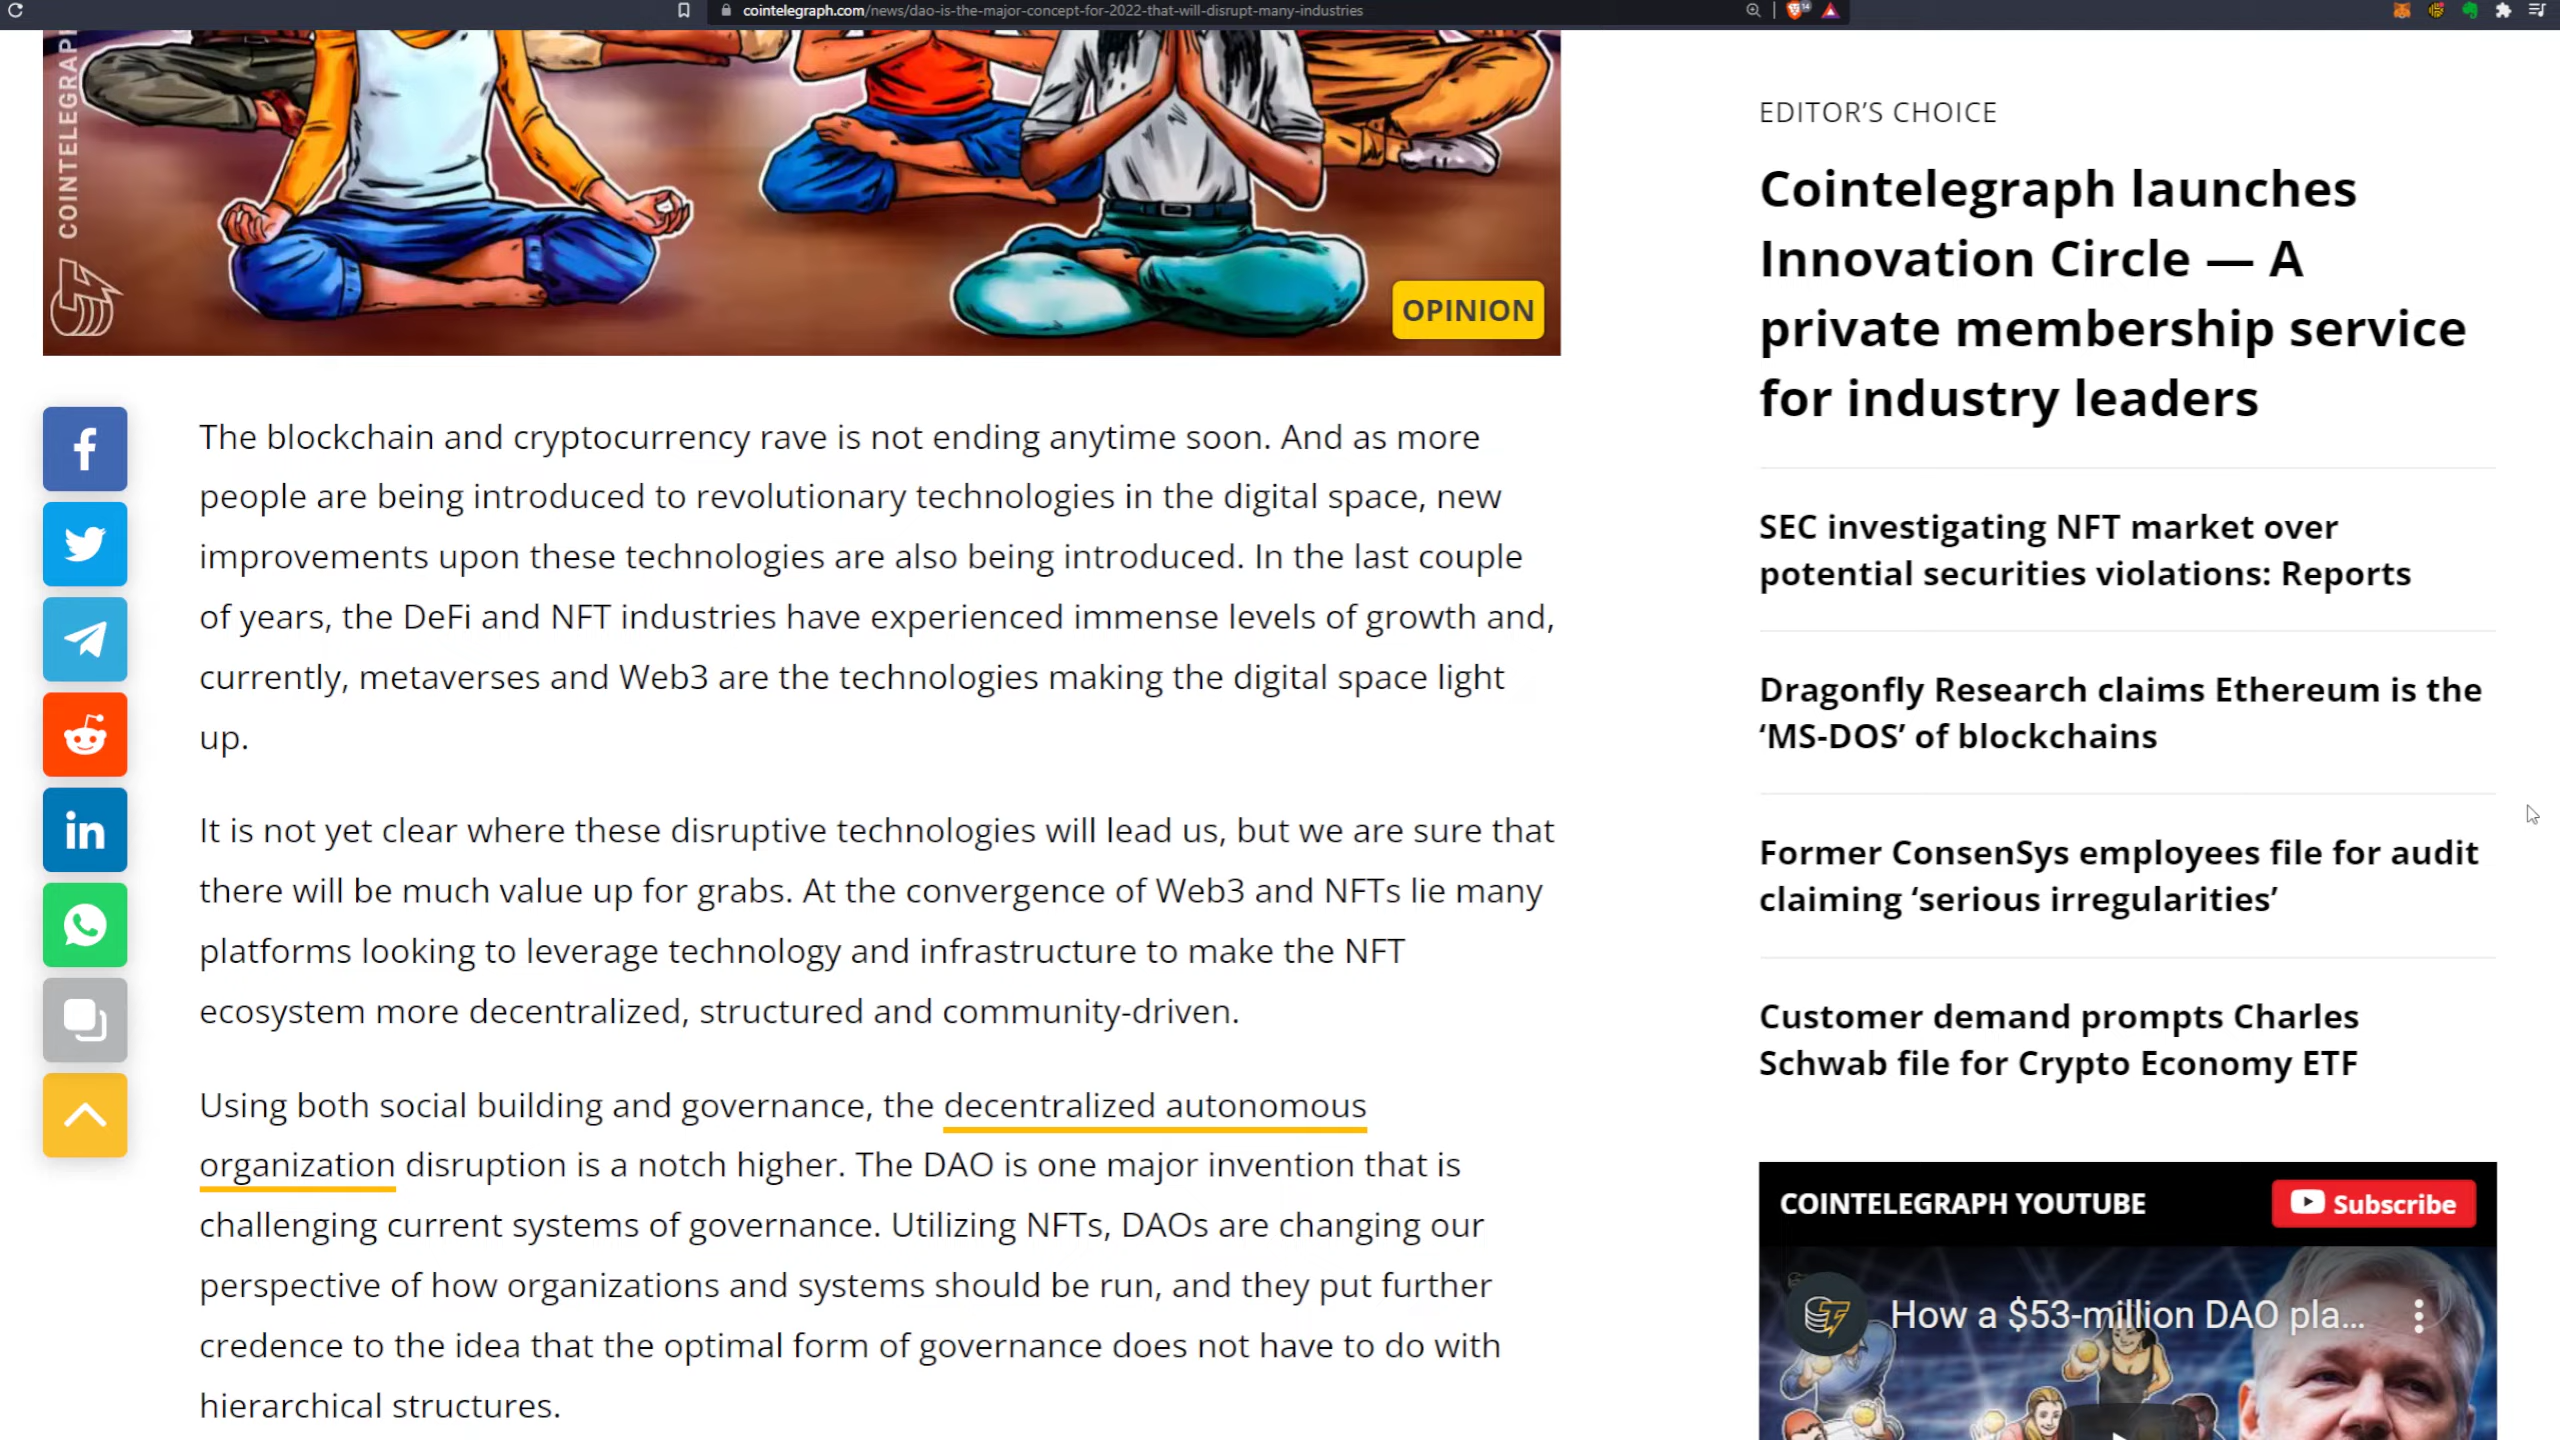 cointelegraph.com/news/dao-is-the-major-concept-for-2022-that-will-disrupt-many-industries
14
COINTELEGRAPH
OPINION
The blockchain and cryptocurrency rave is not ending anytime soon. And as more
people are being introduced to revolutionary technologies in the digital space, new
improvements upon these technologies are also being introduced. In the last couple
of years, the DeFi and NFT industries have experienced immense levels of growth and,
currently, metaverses and Web3 are the technologies making the digital space light
up.
It is not yet clear where these disruptive technologies will lead us, but we are sure that
there will be much value up for grabs. At the convergence of Web3 and NFTs lie many
platforms looking to leverage technology and infrastructure to make the NFT
ecosystem more decentralized, structured and community-driven.
Using both social building and governance, the decentralized autonomous
organization disruption is a notch higher. The DAO is one major invention that is
challenging current systems of governance. Utilizing NFTs, DAOs are changing our
perspective of how organizations and systems should be run, and they put further
credence to the idea that the optimal form of governance does not have to do with
hierarchical structures.
EDITOR’S CHOICE
Cointelegraph launches
Innovation Circle — A
private membership service
for industry leaders
SEC investigating NFT market over
potential securities violations: Reports
Dragonfly Research claims Ethereum is the
‘MS-DOS’ of blockchains
Former ConsenSys employees file for audit
claiming ‘serious irregularities’
Customer demand prompts Charles
Schwab file for Crypto Economy ETF
COINTELEGRAPH YOUTUBE
Subscribe
How a $53-million DAO pla...